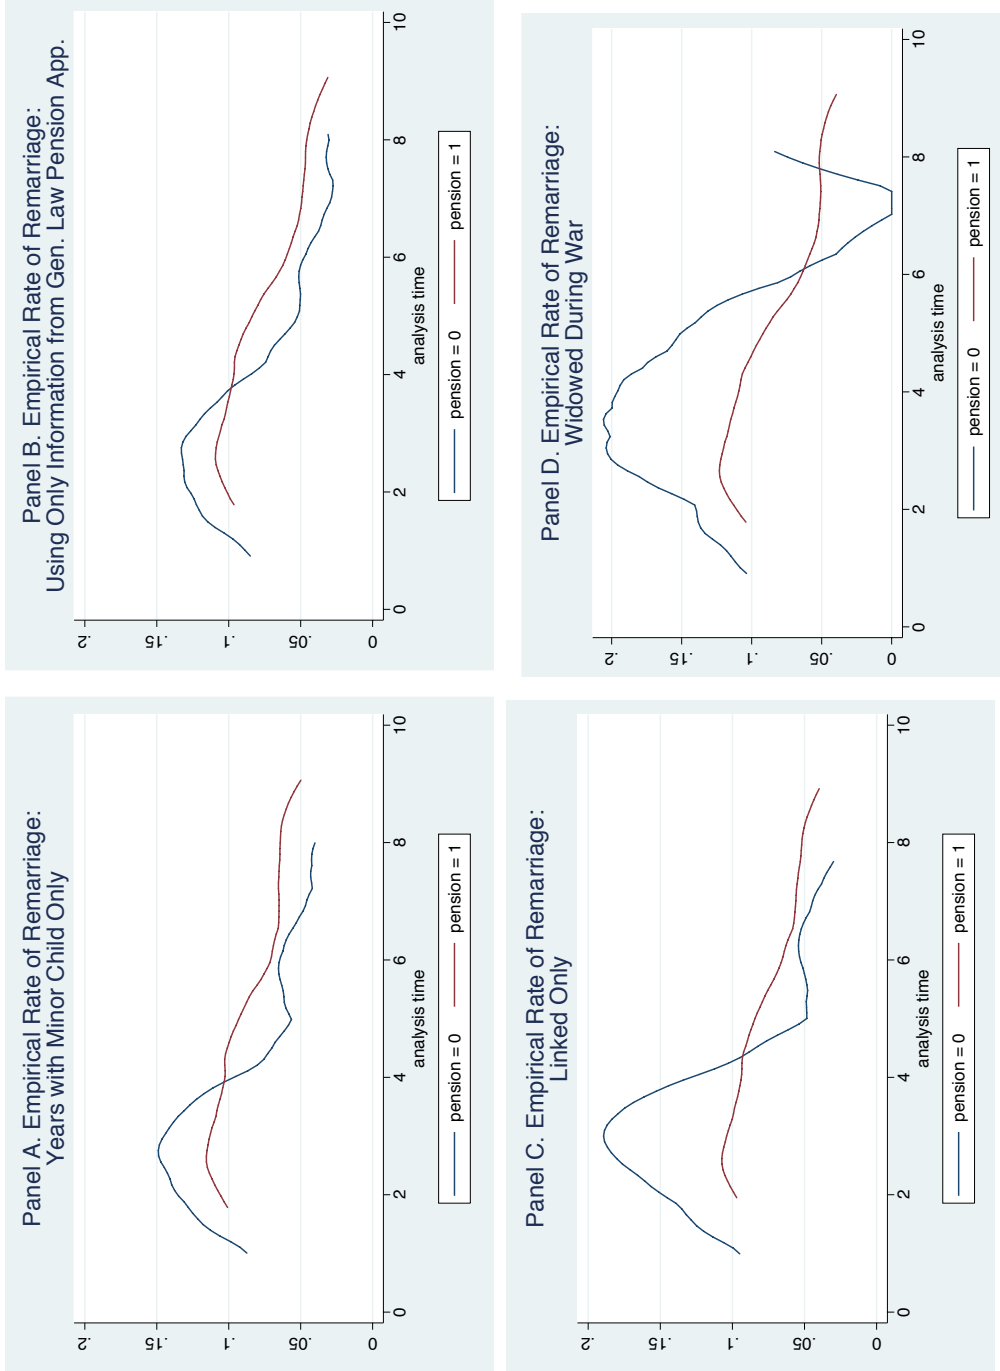 Panel A. Empirical Rate of Remarriage:
Years with Minor Child Only
.2
.15
.1
.05
0
0 2 4 6 8 10
analysis time
pension = 0 pension = 1
Panel B. Empirical Rate of Remarriage:
Using Only Information from Gen. Law Pension App.
.2
.15
.1
.05
0
0 2 4 6 8 10
analysis time
pension = 0 pension = 1
Panel C. Empirical Rate of Remarriage:
Linked Only
.2
.15
.1
.05
0
0 2 4 6 8 10
analysis time
pension = 0 pension = 1
Panel D. Empirical Rate of Remarriage:
Widowed During War
.2
.15
.1
.05
0
0 2 4 6 8 10
analysis time
pension = 0 pension = 1